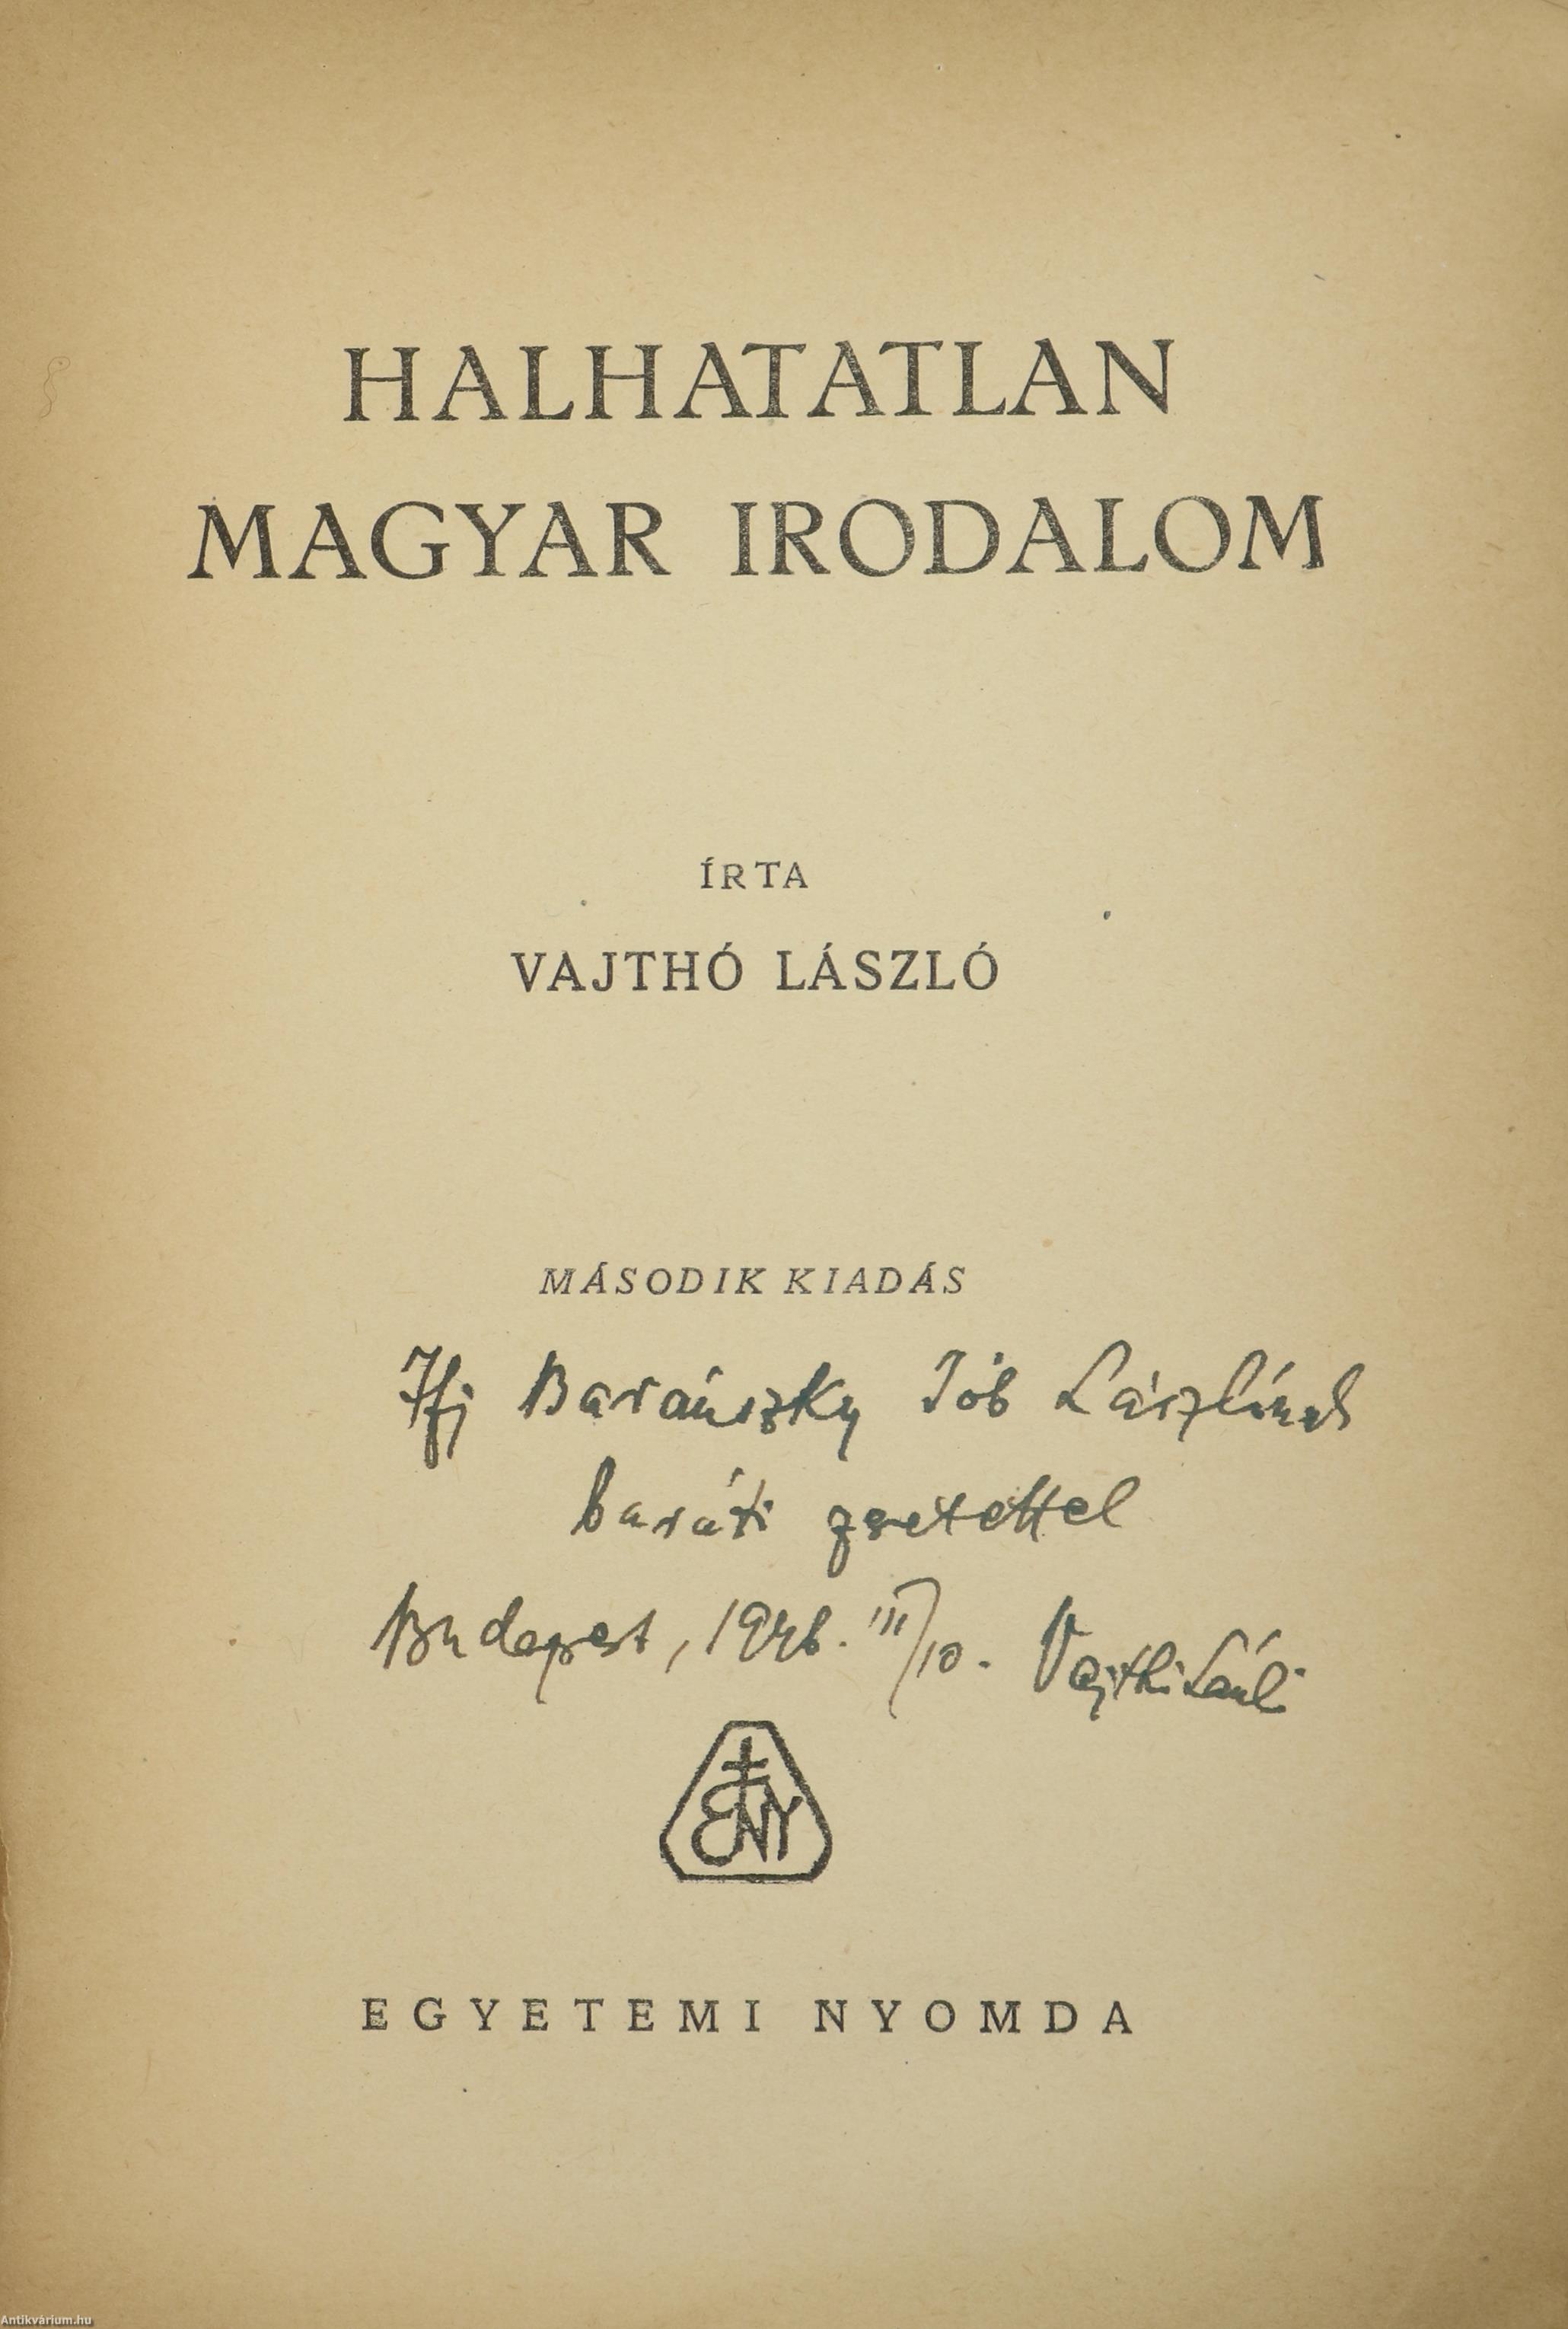 HALHATATLAN
MAGYAR IRODALOM
ÍRTA
VAJTHÓ LÁSZLÓ
MÁSODIK KIADÁS
Ifj Baránszky Jób Lászlónak
baráti szeretettel
Budapest, 1946. III/10. Vajthó László
ENY
EGYETEMI NYOMDA
Antikvárium.hu